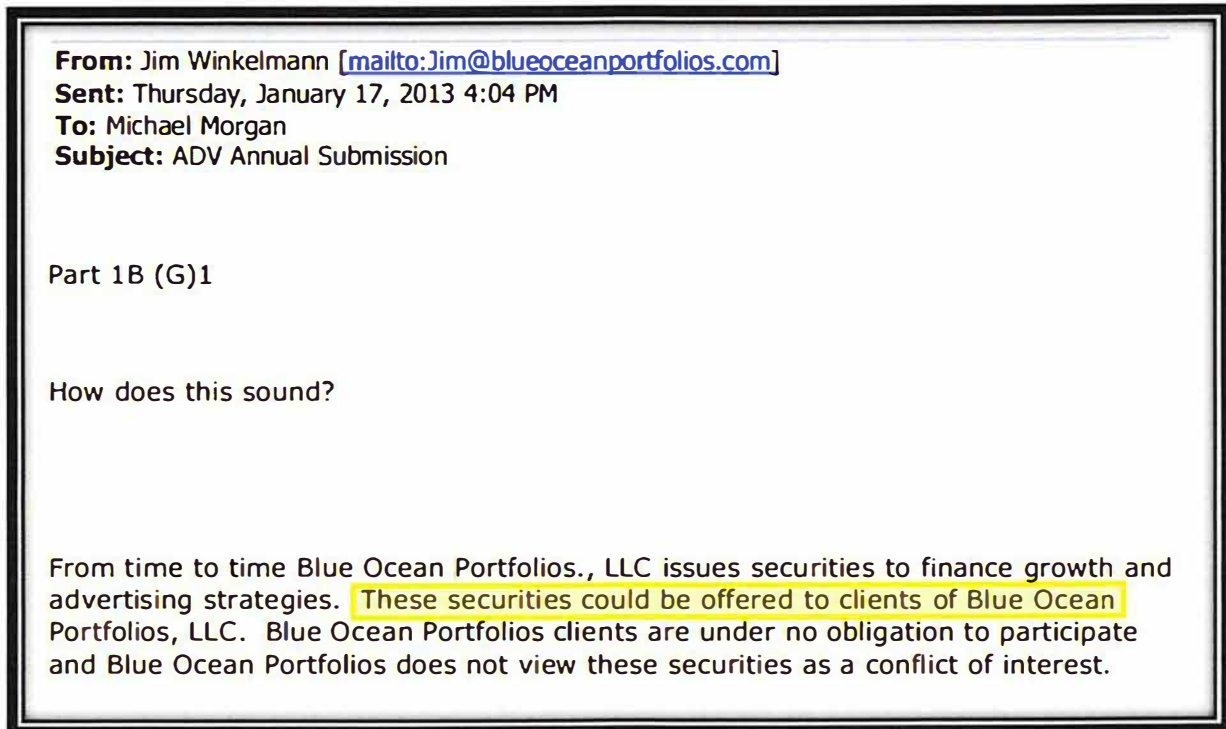 From: Jim Winkelmann [mailto:Jim@blueoceanportfolios.com]
Sent: Thursday, January 17, 2013 4:04 PM
To: Michael Morgan
Subject: ADV Annual Submission
Part 1B (G)1
How does this sound?
From time to time Blue Ocean Portfolios., LLC issues securities to finance growth and
advertising strategies. These securities could be offered to clients of Blue Ocean
Portfolios, LLC. Blue Ocean Portfolios clients are under no obligation to participate
and Blue Ocean Portfolios does not view these securities as a conflict of interest.